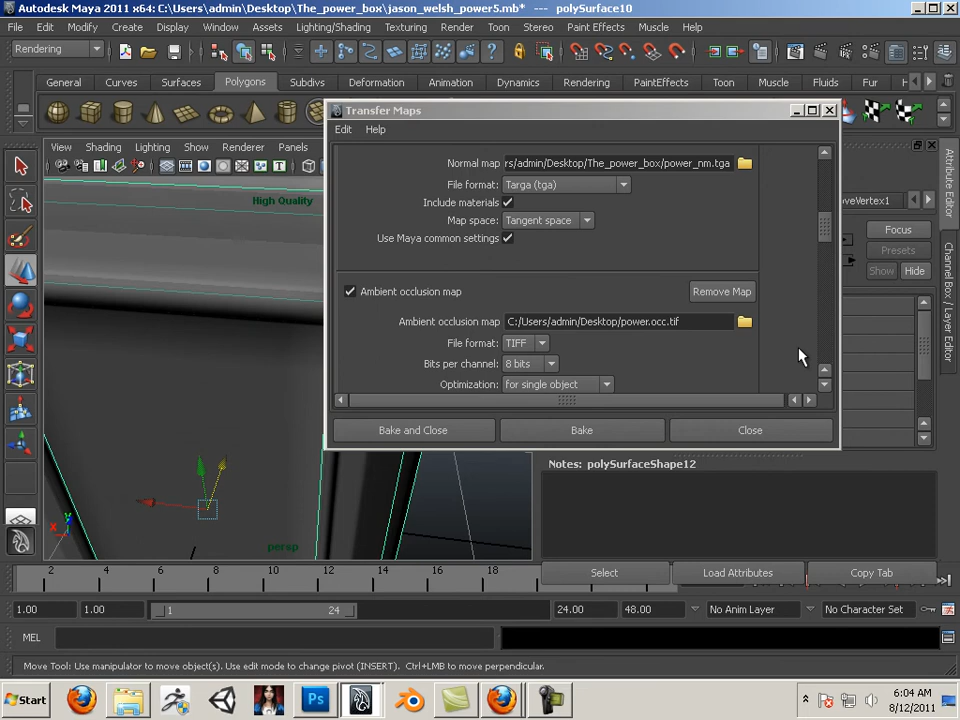 Autodesk Maya 2011 x64: C:\Users\admin\Desktop\The_power_box\jason_welsh_power5.mb*   ---   polySurface10
File Edit Modify Create Display Window Assets Lighting/Shading Texturing Render Toon Stereo Paint Effects Muscle Help
Rendering
General Curves Surfaces Polygons Subdivs Deformation Animation Dynamics Rendering PaintEffects Toon Muscle Fluids Fur
Transfer Maps
Edit Help
View Shading Lighting Show Renderer Panels
High Quality
Normal map rs/admin/Desktop/The_power_box/power_nm.tga
File format: Targa (tga)
Include materials
Map space: Tangent space
Use Maya common settings
Ambient occlusion map Remove Map
Ambient occlusion map C:/Users/admin/Desktop/power.occ.tif
File format: TIFF
Bits per channel: 8 bits
Optimization: for single object
Bake and Close Bake Close
oveVertex1
Focus
Presets
Show Hide
Attribute Editor
Channel Box / Layer Editor
Notes: polySurfaceShape12
persp
Select Load Attributes Copy Tab
2 4 6 8 10 12 14 16 18
1.00 1.00 1 24 24.00 48.00 No Anim Layer No Character Set
MEL
Move Tool: Use manipulator to move object(s). Use edit mode to change pivot (INSERT). Ctrl+LMB to move perpendicular.
Start Ps 6:04 AM
8/12/2011